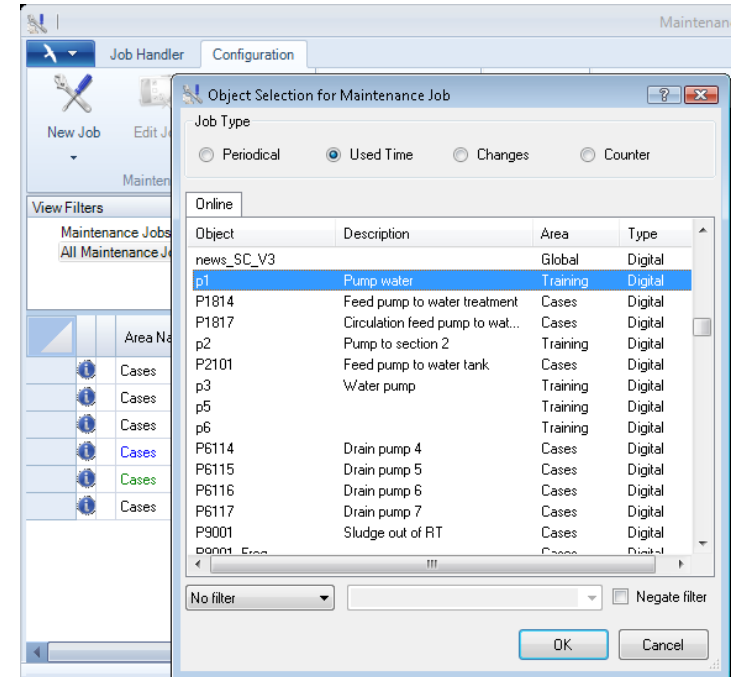 Maintenan
Job Handler Configuration
New Job Edit J
Mainten
View Filters
Maintenance Jobs
All Maintenance J
Area Na
Cases
Cases
Cases
Cases
Cases
Cases
Object Selection for Maintenance Job
Job Type
Periodical Used Time Changes Counter
Online
Object Description Area Type
news_SC_V3 Global Digital
p1 Pump water Training Digital
P1814 Feed pump to water treatment Cases Digital
P1817 Circulation feed pump to wat... Cases Digital
p2 Pump to section 2 Training Digital
P2101 Feed pump to water tank Cases Digital
p3 Water pump Training Digital
p5 Training Digital
p6 Training Digital
P6114 Drain pump 4 Cases Digital
P6115 Drain pump 5 Cases Digital
P6116 Drain pump 6 Cases Digital
P6117 Drain pump 7 Cases Digital
P9001 Sludge out of RT Cases Digital
P9001_Freq Cases Digital
No filter Negate filter
OK Cancel